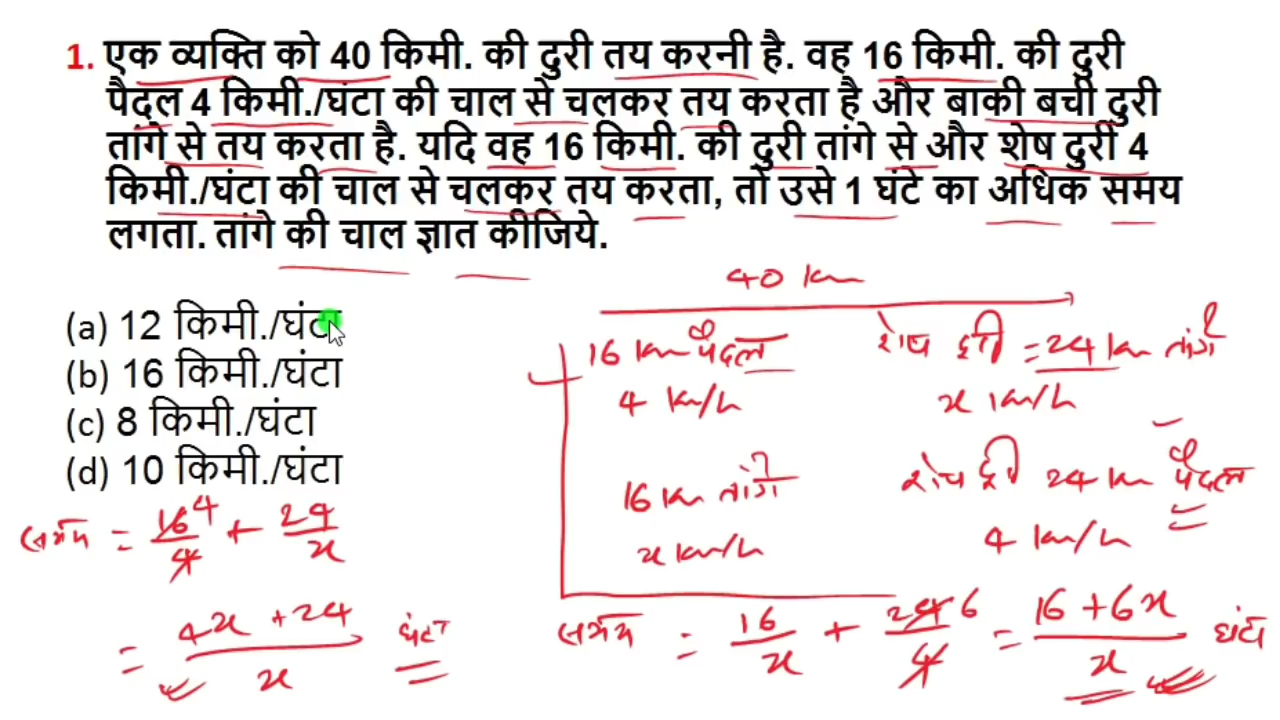 1. एक व्यक्ति को 40 किमी. की दुरी तय करनी है. वह 16 किमी. की दुरी
पैदल 4 किमी./घंटा की चाल से चलकर तय करता है और बाकी बची दुरी
तांगे से तय करता है. यदि वह 16 किमी. की दुरी तांगे से और शेष दुरी 4
किमी./घंटा की चाल से चलकर तय करता, तो उसे 1 घंटे का अधिक समय
लगता. तांगे की चाल ज्ञात कीजिये.
40 km
(a) 12 किमी./घंटा
(b) 16 किमी./घंटा
(c) 8 किमी./घंटा
(d) 10 किमी./घंटा
16 km पैदल शेष दूरी = 24 km तांगे
4 km/h x km/h
16 km तांगे शेष दूरी 24 km पैदल
x km/h 4 km/h
समय = 16/4 4 + 24/x
= 4x + 24 / x घंटा
समय = 16/x + 24/4 6 = 16 + 6x / x घंटे